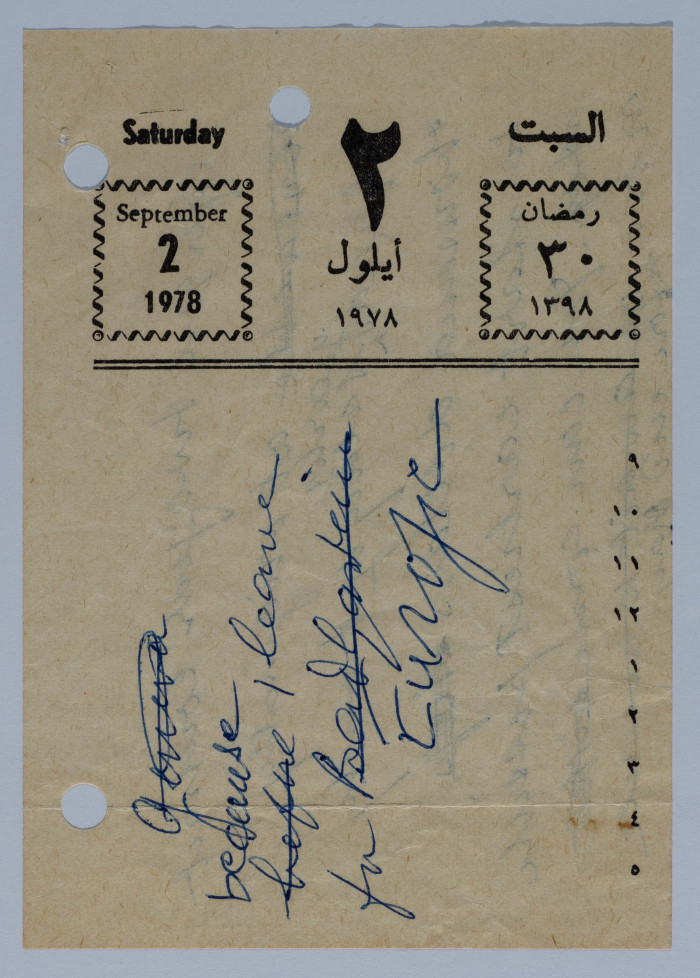 Saturday
٢
السبت
September
2
1978
أيلول
١٩٧٨
رمضان
٣٠
١٣٩٨
٩
١٠
١١
١٢
١
٢
٣
٤
٥
because
before, leave
for
Europe